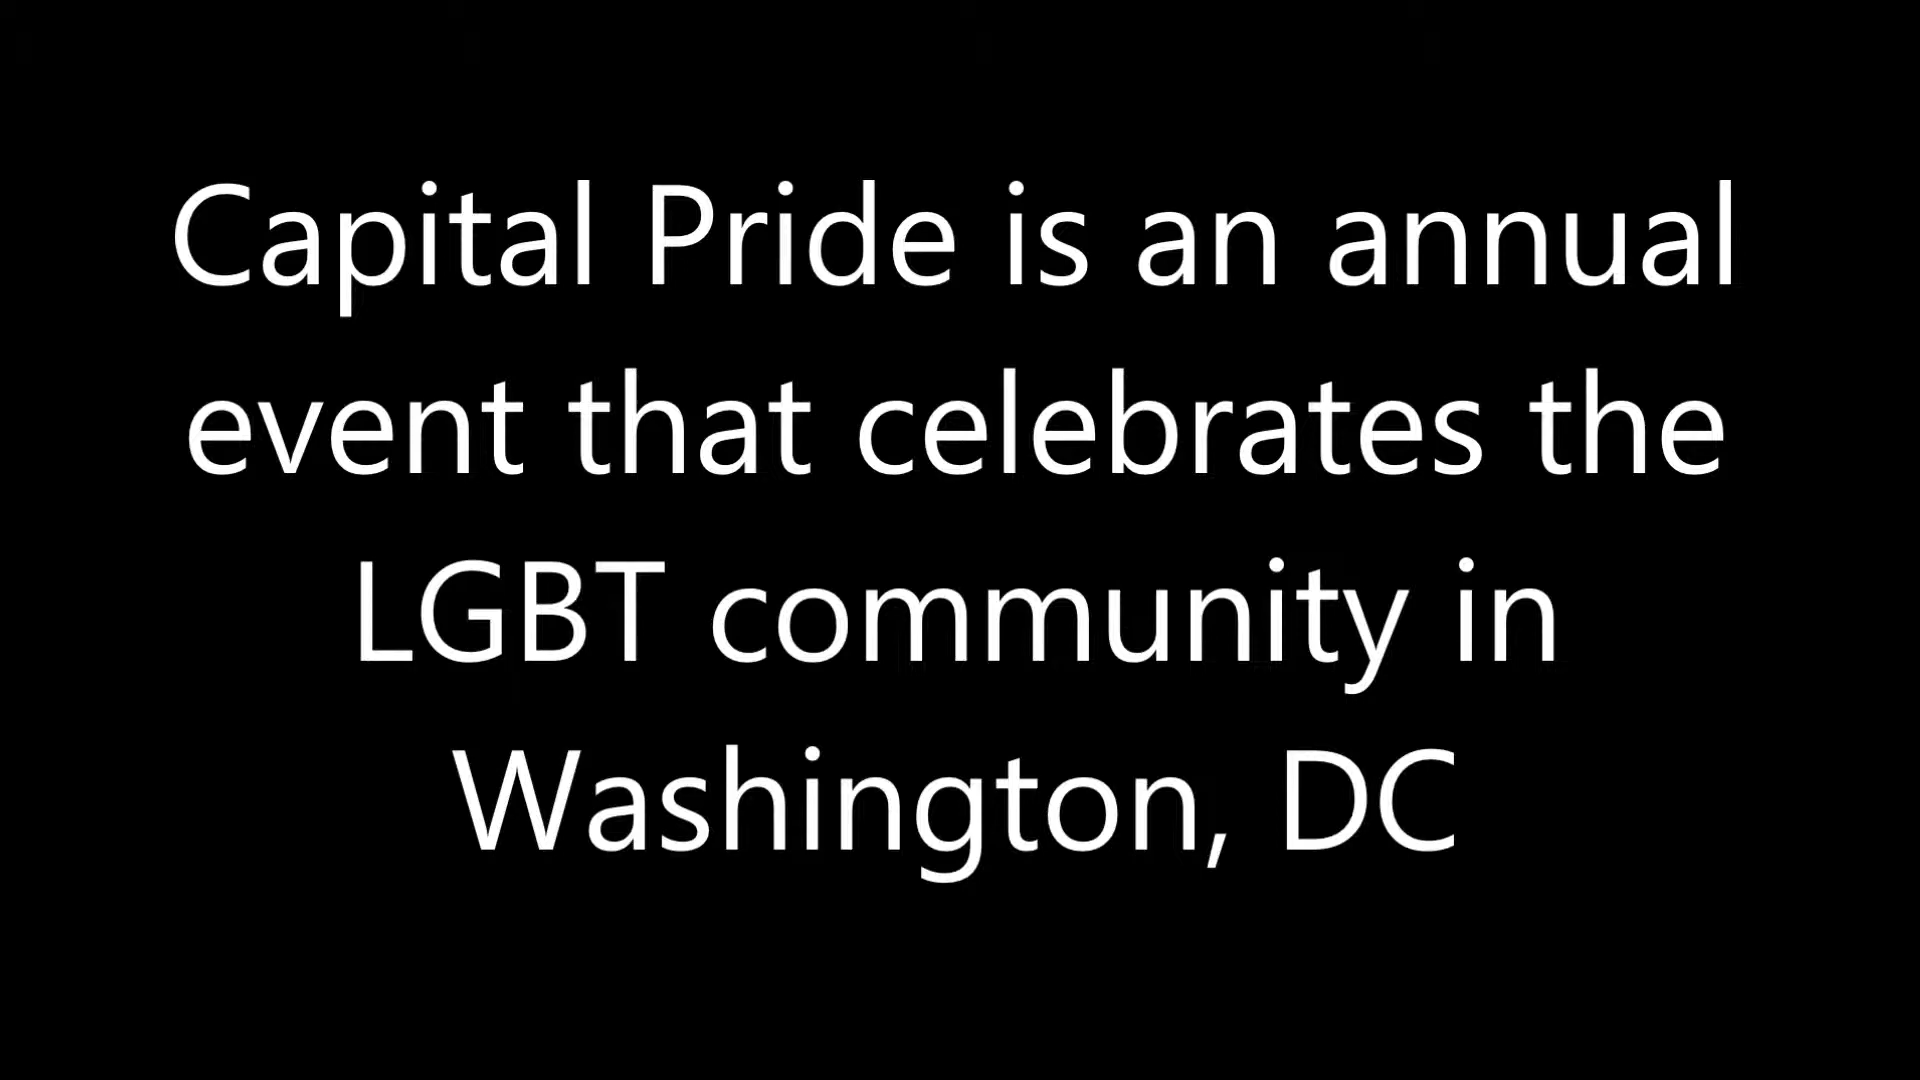 Capital Pride is an annual
event that celebrates the
LGBT community in
Washington, DC